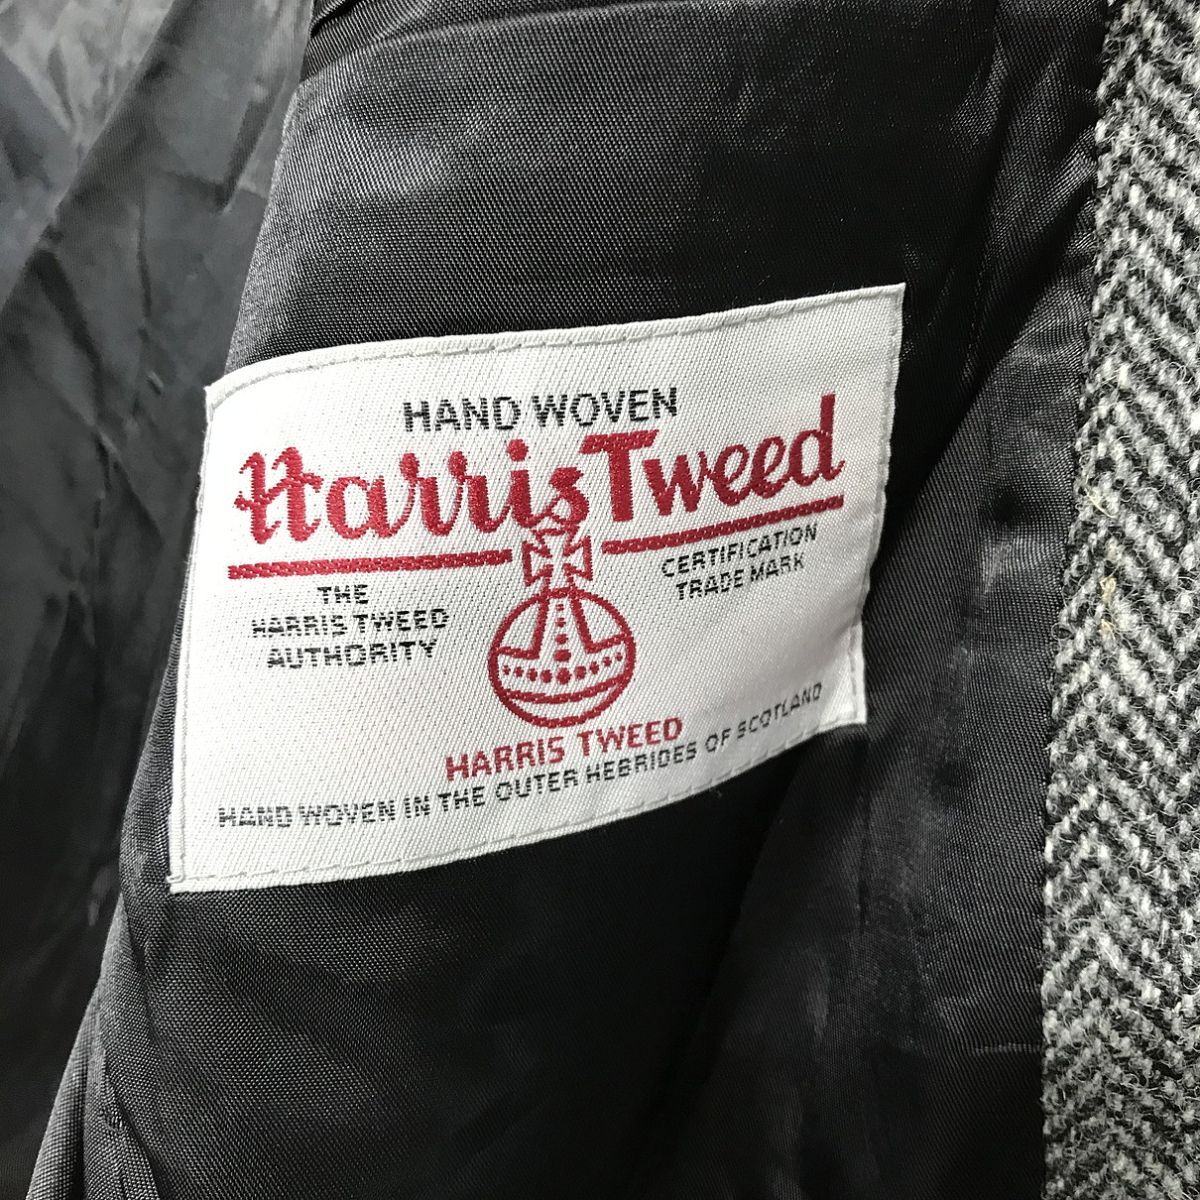 HAND WOVEN
Harris Tweed
THE
HARRIS TWEED
AUTHORITY
CERTIFICATION
TRADE MARK
HARRIS TWEED
HAND WOVEN IN THE OUTER HEBRIDES OF SCOTLAND